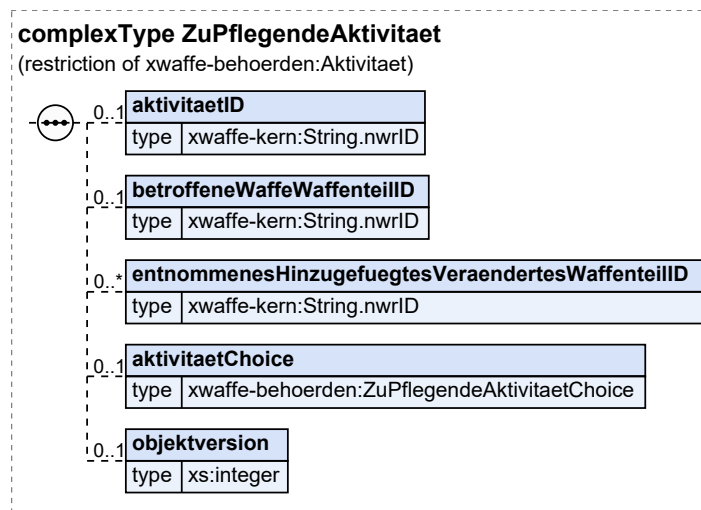 complexType ZuPflegendeAktivitaet
(restriction of xwaffe-behoerden:Aktivitaet)
0..1 aktivitaetID
type xwaffe-kern:String.nwrID
0..1 betroffeneWaffeWaffenteilID
type xwaffe-kern:String.nwrID
0..* entnommenesHinzugefuegtesVeraendertesWaffenteilID
type xwaffe-kern:String.nwrID
0..1 aktivitaetChoice
type xwaffe-behoerden:ZuPflegendeAktivitaetChoice
0..1 objektversion
type xs:integer